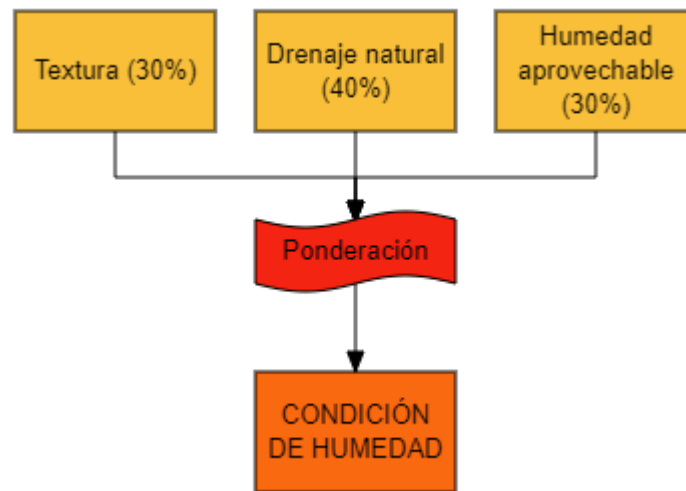 Textura (30%)
Drenaje natural
(40%)
Humedad
aprovechable
(30%)
Ponderación
CONDICIÓN
DE HUMEDAD